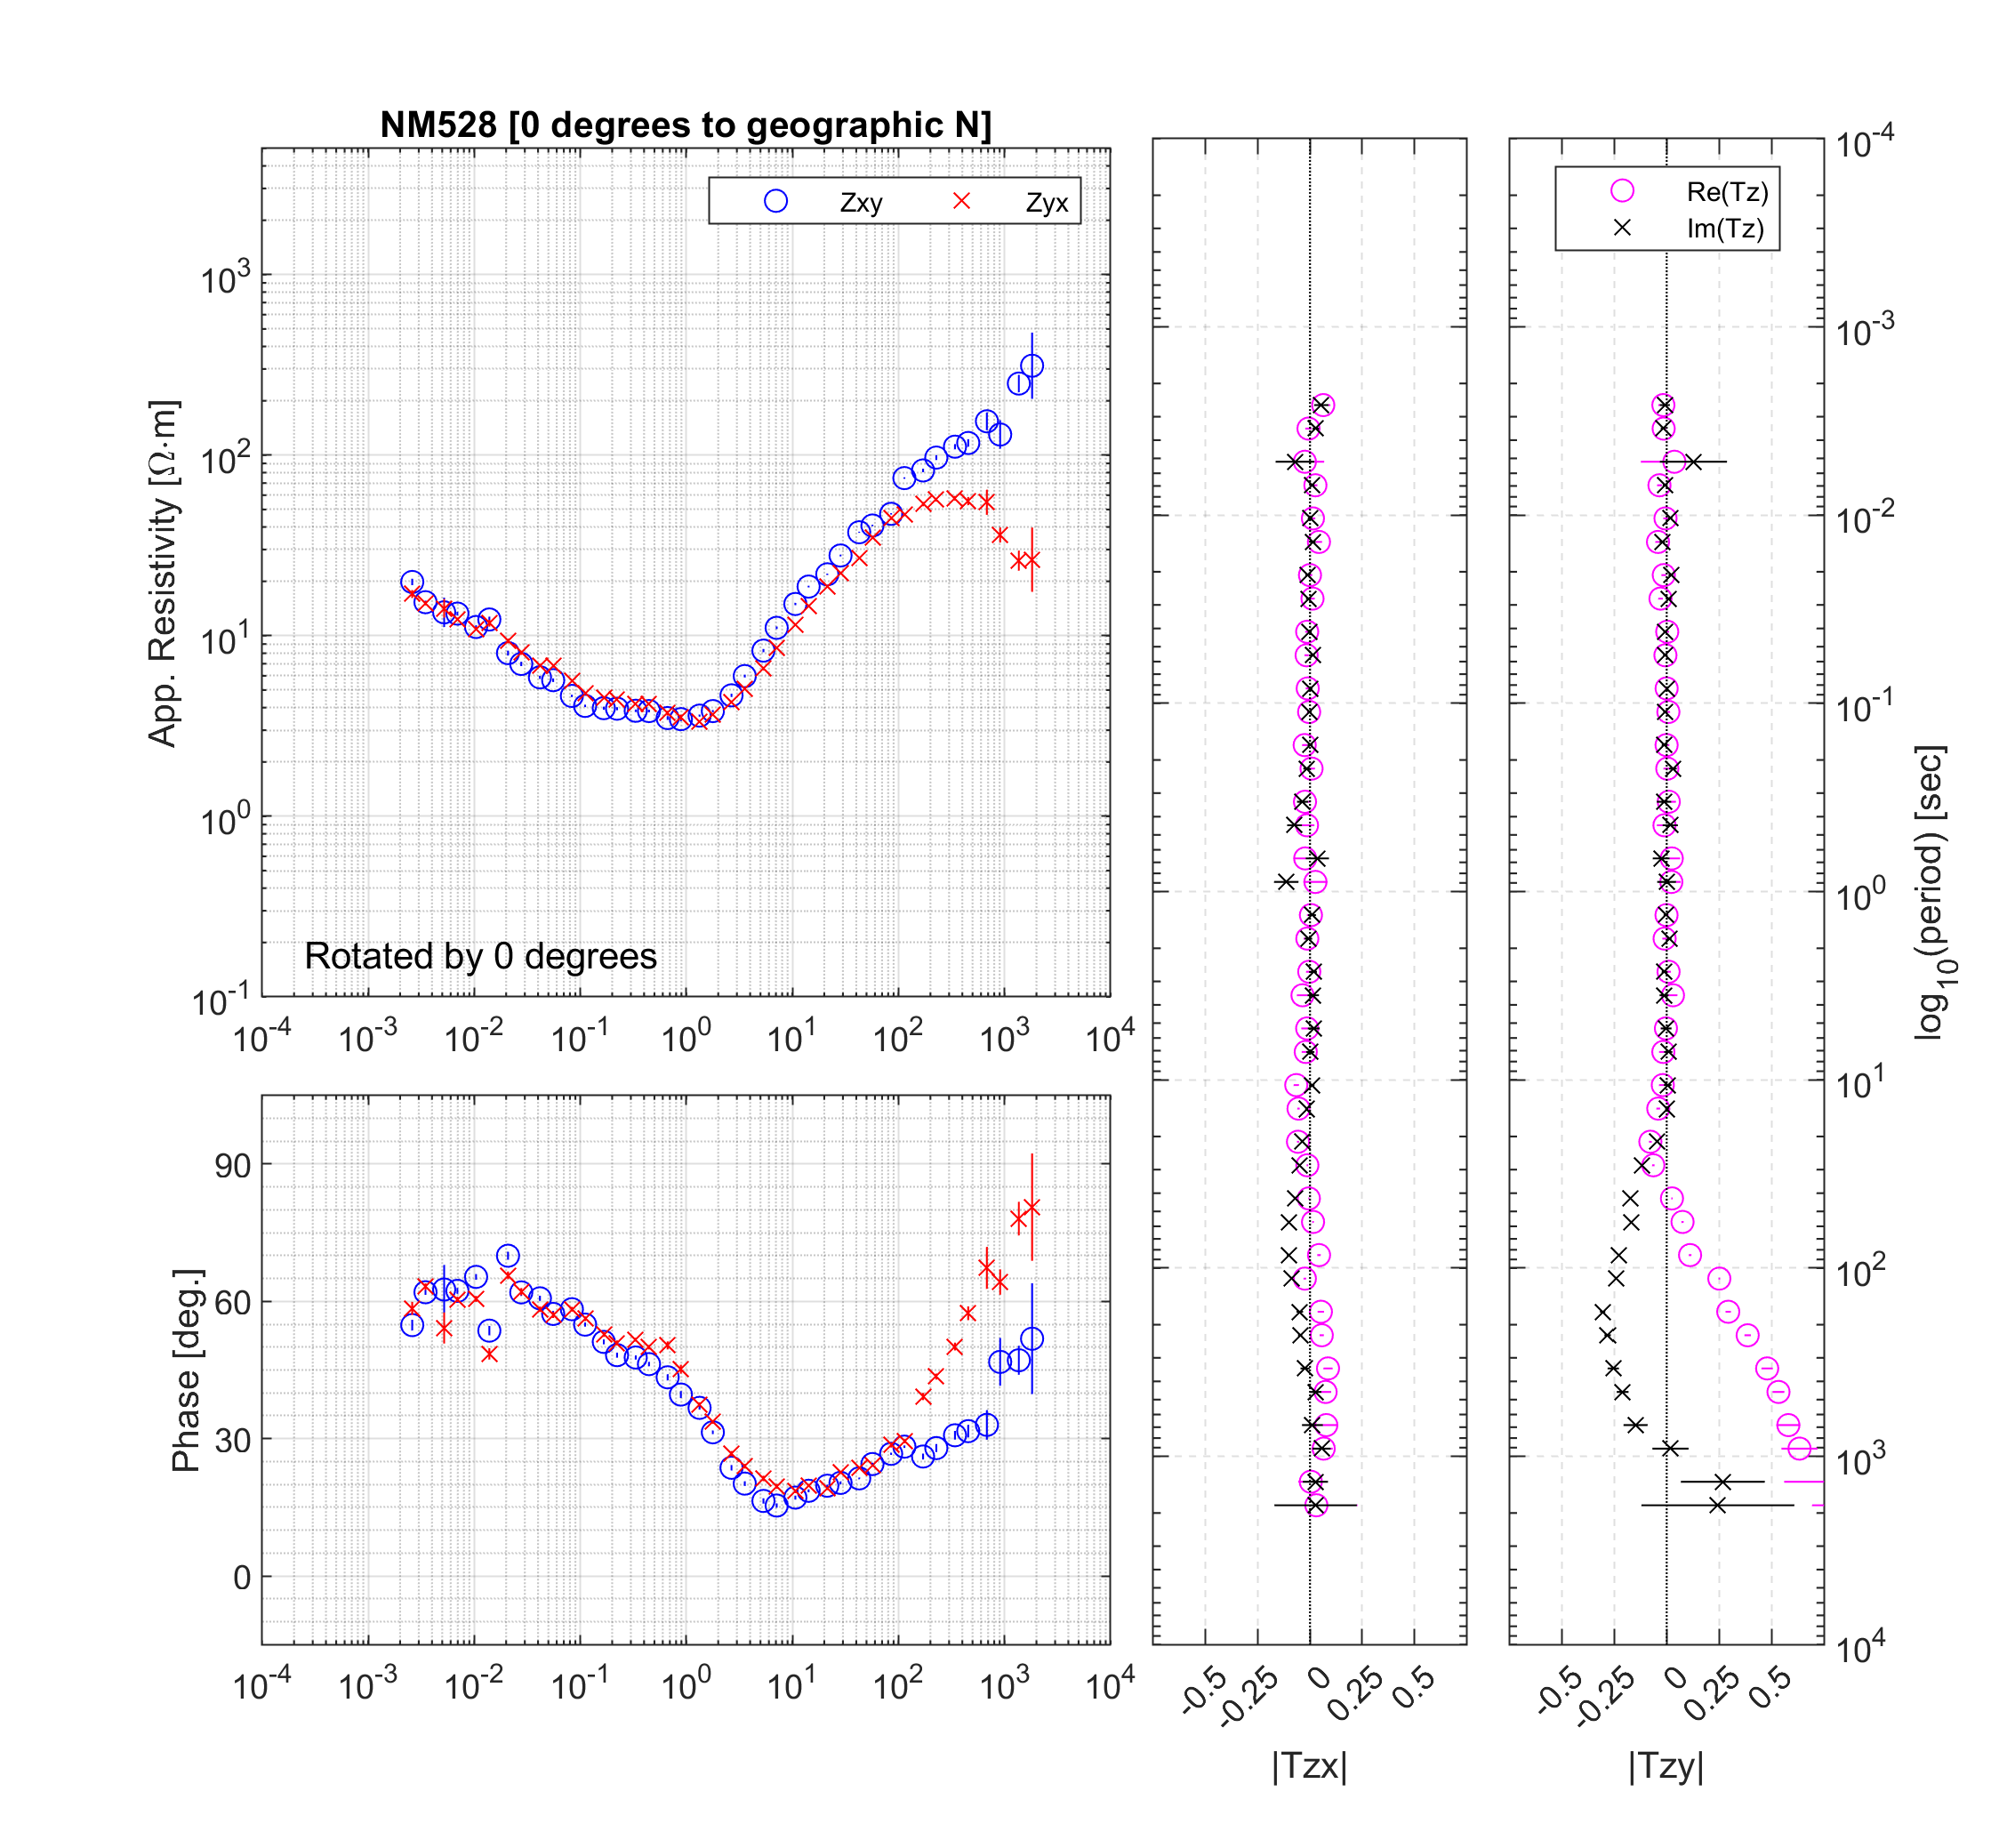 NM528 [0 degrees to geographic N]
Zxy Zyx
App. Resistivity [Ω·m]
10^3
10^2
10^1
10^0
10^-1
Rotated by 0 degrees
10^-4 10^-3 10^-2 10^-1 10^0 10^1 10^2 10^3 10^4
Phase [deg.]
90
60
30
0
10^-4 10^-3 10^-2 10^-1 10^0 10^1 10^2 10^3 10^4
-0.5 -0.25 0 0.25 0.5
|Tzx|
Re(Tz)
Im(Tz)
10^-4
10^-3
10^-2
10^-1
10^0
10^1
10^2
10^3
10^4
log10(period) [sec]
-0.5 -0.25 0 0.25 0.5
|Tzy|